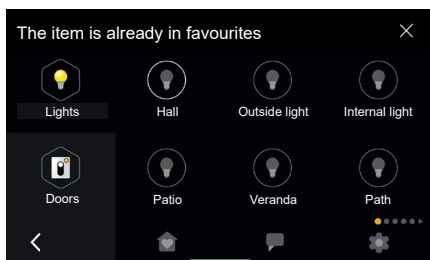 The item is already in favourites
Lights Hall Outside light Internal light
Doors Patio Veranda Path